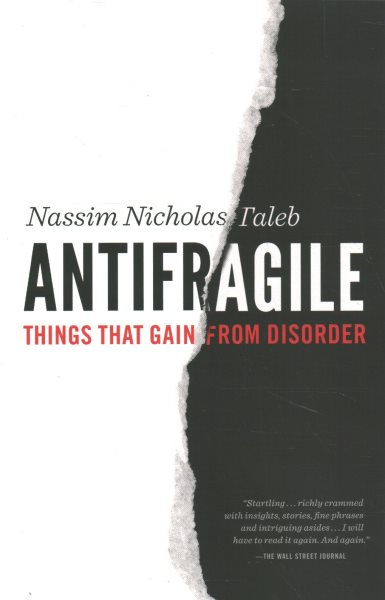 Nassim Nicholas Taleb
ANTIFRAGILE
THINGS THAT GAIN FROM DISORDER
“Startling . . . richly crammed
with insights, stories, fine phrases
and intriguing asides . . . I will
have to read it again. And again.”
—THE WALL STREET JOURNAL